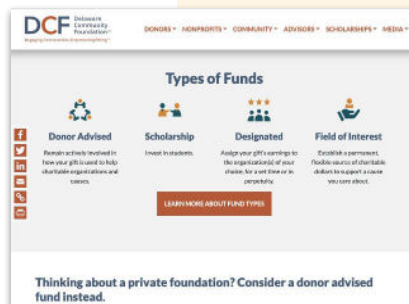 DCF Delaware Community Foundation
Engaging Communities. Empowering Giving.
DONORS NONPROFITS COMMUNITY ADVISORS SCHOLARSHIPS MEDIA
Types of Funds
Donor Advised
Remain actively involved in
how your gift is used to help
charitable organizations and
causes.
Scholarship
Invest in students.
Designated
Assign your gift's earnings to
the organization(s) of your
choice, for a set time or in
perpetuity.
Field of Interest
Establish a permanent,
flexible source of charitable
dollars to support a cause
you care about.
LEARN MORE ABOUT FUND TYPES
Thinking about a private foundation? Consider a donor advised
fund instead.